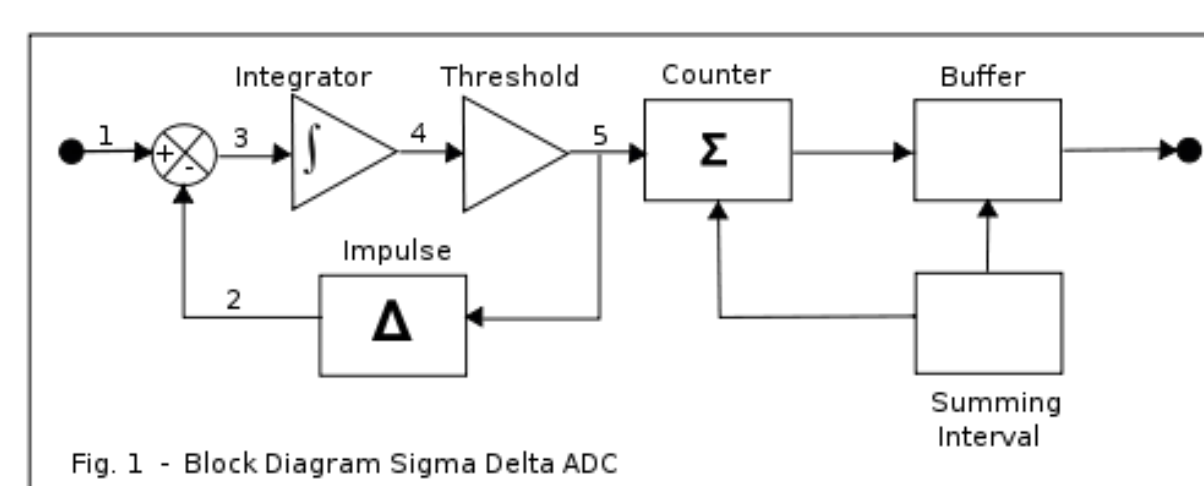 Integrator
Threshold
Counter
Buffer
1
+
-
3
∫
4
5
Σ
Impulse
2
Δ
Summing
Interval
Fig. 1 - Block Diagram Sigma Delta ADC